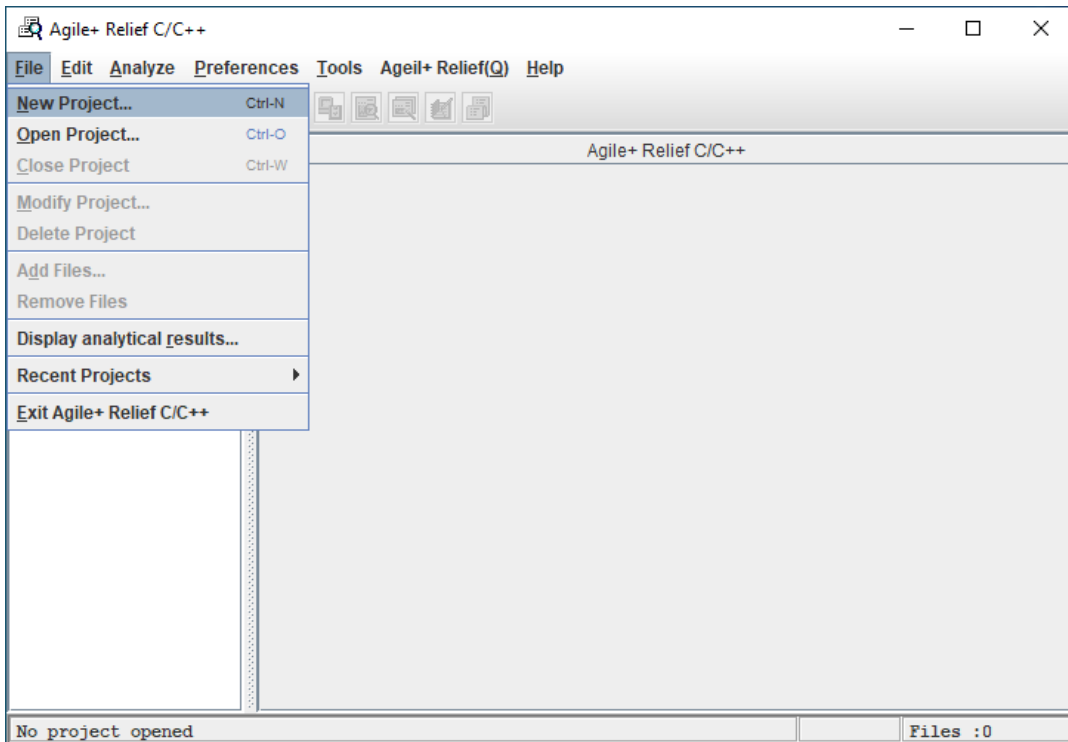 Agile+ Relief C/C++
File Edit Analyze Preferences Tools Ageil+ Relief(Q) Help
New Project... Ctrl-N
Open Project... Ctrl-O
Close Project Ctrl-W
Modify Project...
Delete Project
Add Files...
Remove Files
Display analytical results...
Recent Projects
Exit Agile+ Relief C/C++
Agile+ Relief C/C++
No project opened Files :0